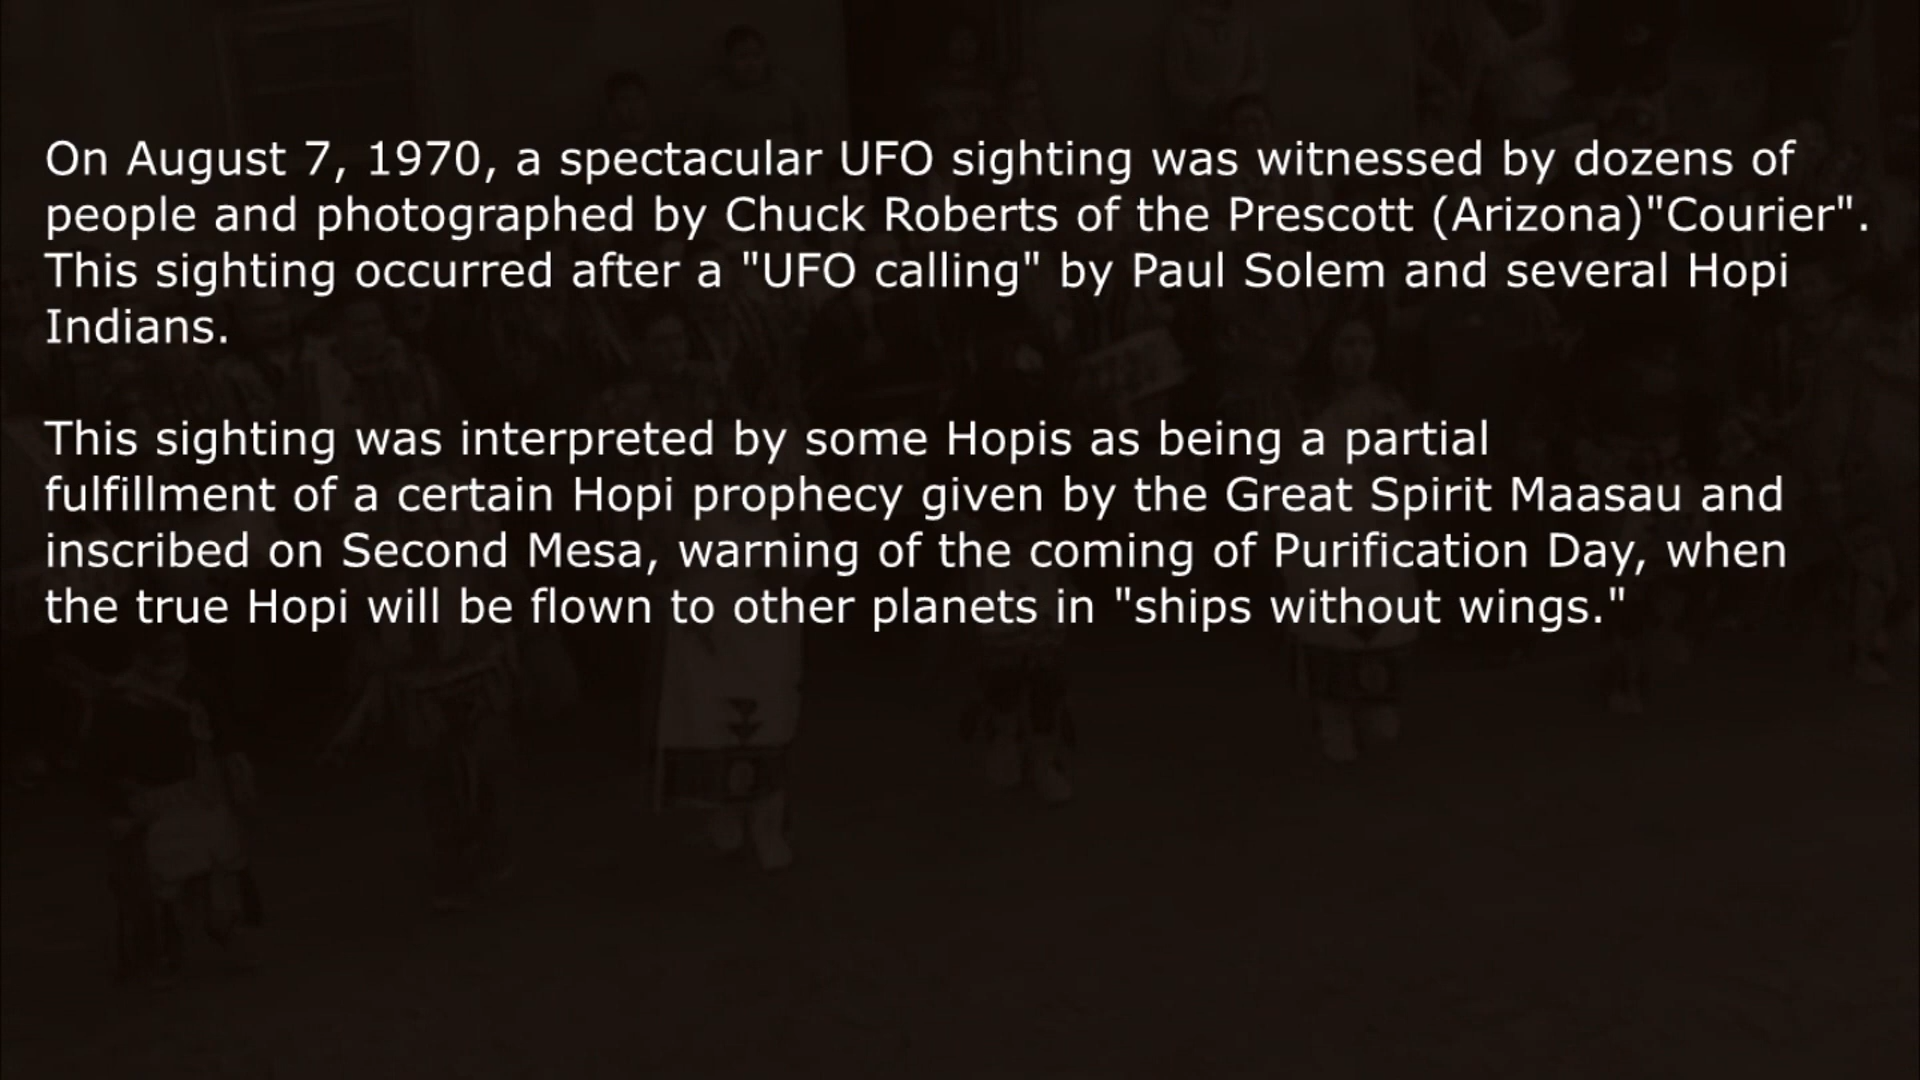 On August 7, 1970, a spectacular UFO sighting was witnessed by dozens of
people and photographed by Chuck Roberts of the Prescott (Arizona)"Courier".
This sighting occurred after a "UFO calling" by Paul Solem and several Hopi
Indians.
This sighting was interpreted by some Hopis as being a partial
fulfillment of a certain Hopi prophecy given by the Great Spirit Maasau and
inscribed on Second Mesa, warning of the coming of Purification Day, when
the true Hopi will be flown to other planets in "ships without wings."